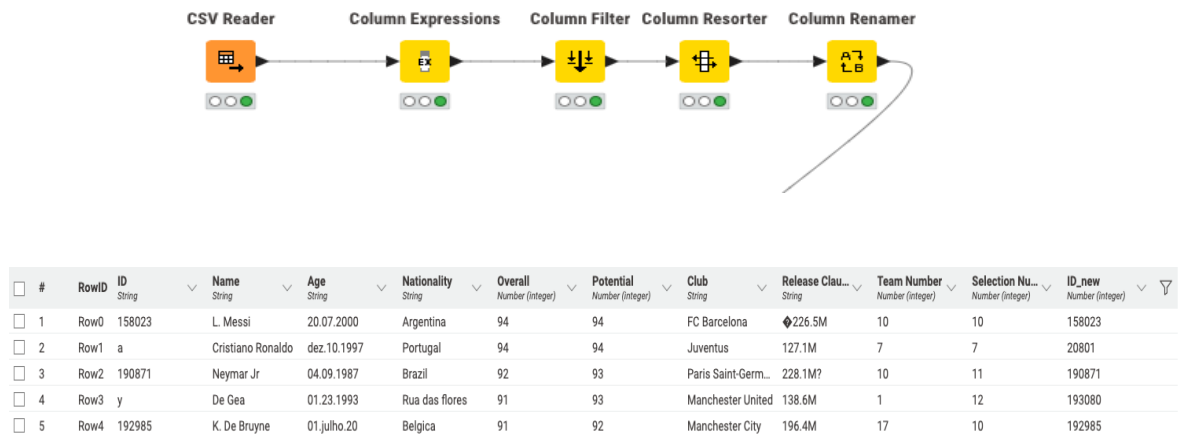 CSV Reader Column Expressions Column Filter Column Resorter Column Renamer
EX A B
# RowID ID Name Age Nationality Overall Potential Club Release Clau... Team Number Selection Nu... ID_new
String String String String Number (integer) Number (integer) String String Number (integer) Number (integer) Number (integer)
1 Row0 158023 L. Messi 20.07.2000 Argentina 94 94 FC Barcelona �226.5M 10 10 158023
2 Row1 a Cristiano Ronaldo dez.10.1997 Portugal 94 94 Juventus 127.1M 7 7 20801
3 Row2 190871 Neymar Jr 04.09.1987 Brazil 92 93 Paris Saint-Germ... 228.1M? 10 11 190871
4 Row3 y De Gea 01.23.1993 Rua das flores 91 93 Manchester United 138.6M 1 12 193080
5 Row4 192985 K. De Bruyne 01.julho.20 Belgica 91 92 Manchester City 196.4M 17 10 192985